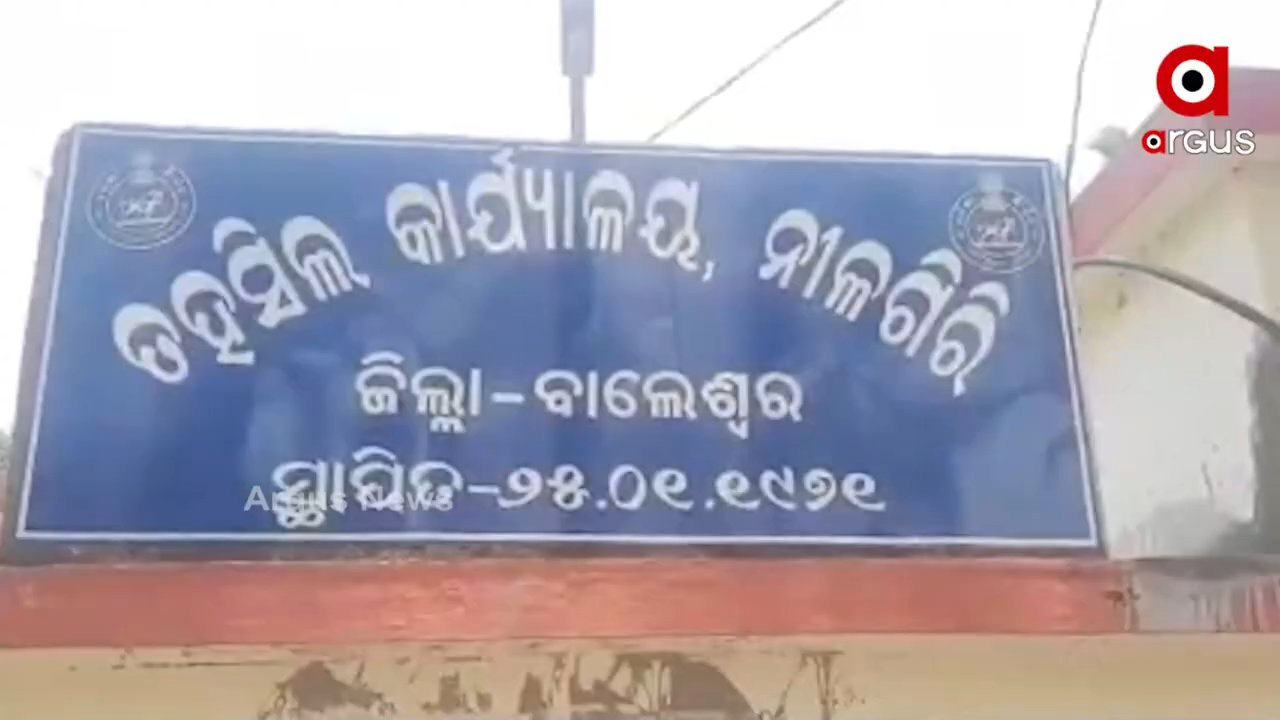 argus
ତହସିଲ କାର୍ଯ୍ୟାଳୟ, ନୀଳଗିରି
ଜିଲ୍ଲା-ବାଲେଶ୍ୱର
ସ୍ଥାପିତ-୨୫.୦୧.୧୯୭୧
Argus News